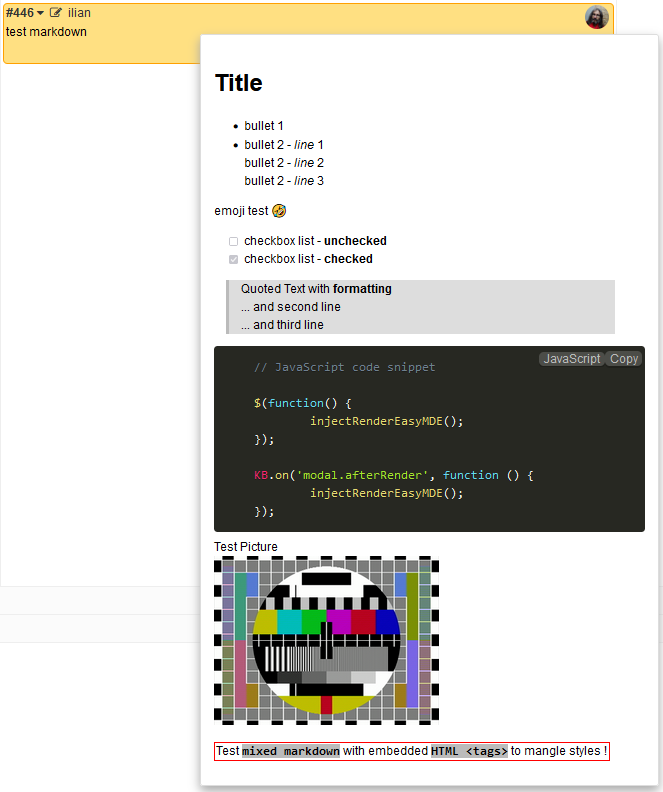 #446 ilian
test markdown
Title
bullet 1
bullet 2 - line 1
bullet 2 - line 2
bullet 2 - line 3
emoji test 🤣
checkbox list - unchecked
checkbox list - checked
Quoted Text with formatting
... and second line
... and third line
JavaScript Copy
// JavaScript code snippet
$(function() {
injectRenderEasyMDE();
});
KB.on('modal.afterRender', function () {
injectRenderEasyMDE();
});
Test Picture
Test mixed markdown with embedded HTML <tags> to mangle styles !